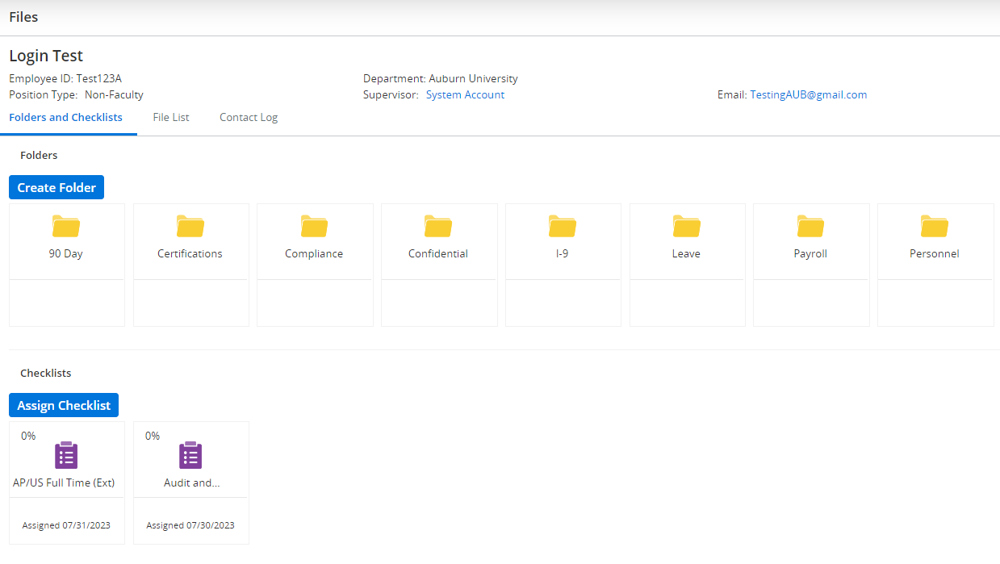 Files
Login Test
Employee ID: Test123A
Department: Auburn University
Position Type: Non-Faculty
Supervisor: System Account
Email: TestingAUB@gmail.com
Folders and Checklists
File List
Contact Log
Folders
Create Folder
90 Day
Certifications
Compliance
Confidential
I-9
Leave
Payroll
Personnel
Checklists
Assign Checklist
0%
AP/US Full Time (Ext)
Assigned 07/31/2023
0%
Audit and...
Assigned 07/30/2023